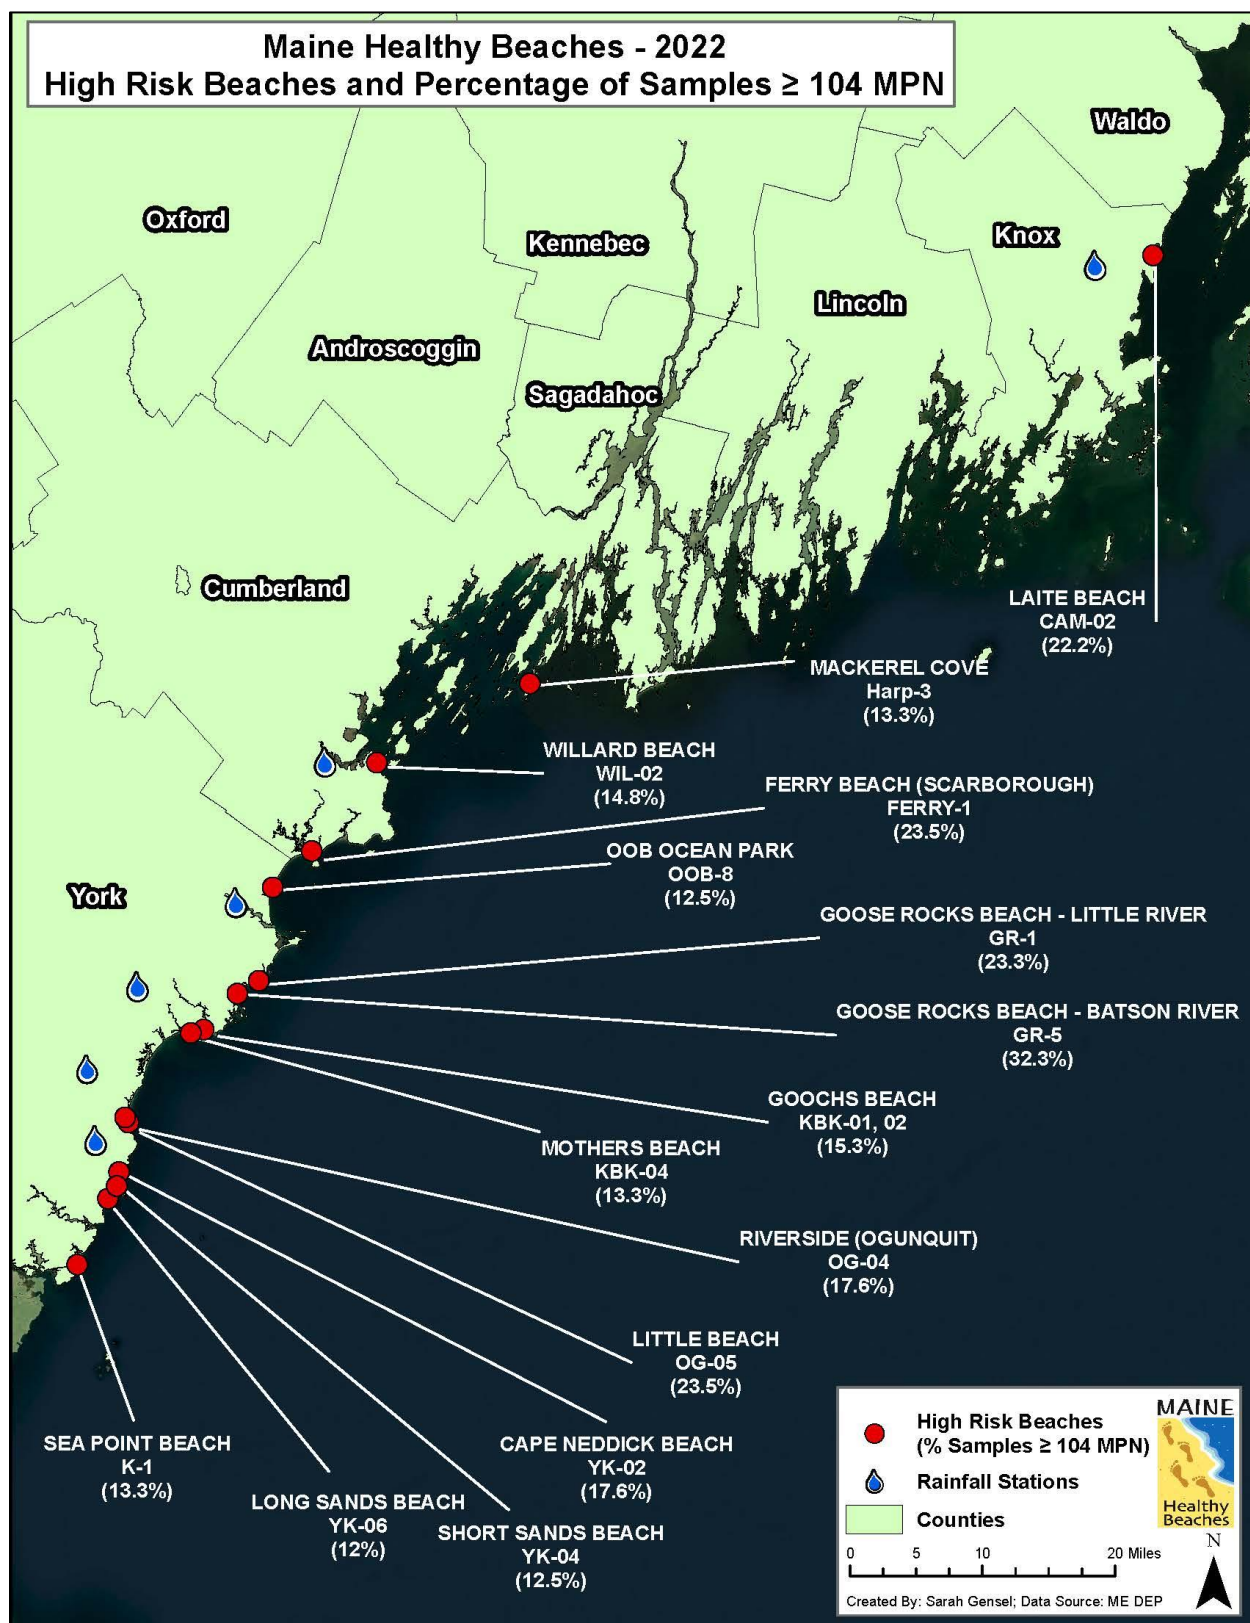 Maine Healthy Beaches - 2022
High Risk Beaches and Percentage of Samples ≥ 104 MPN
Waldo
Oxford
Kennebec
Knox
Lincoln
Androscoggin
Sagadahoc
Cumberland
York
LAITE BEACH
CAM-02
(22.2%)
MACKEREL COVE
Harp-3
(13.3%)
WILLARD BEACH
WIL-02
(14.8%)
FERRY BEACH (SCARBOROUGH)
FERRY-1
(23.5%)
OOB OCEAN PARK
OOB-8
(12.5%)
GOOSE ROCKS BEACH - LITTLE RIVER
GR-1
(23.3%)
GOOSE ROCKS BEACH - BATSON RIVER
GR-5
(32.3%)
GOOCHS BEACH
KBK-01, 02
(15.3%)
MOTHERS BEACH
KBK-04
(13.3%)
RIVERSIDE (OGUNQUIT)
OG-04
(17.6%)
LITTLE BEACH
OG-05
(23.5%)
CAPE NEDDICK BEACH
YK-02
(17.6%)
SEA POINT BEACH
K-1
(13.3%)
LONG SANDS BEACH
YK-06
(12%)
SHORT SANDS BEACH
YK-04
(12.5%)
High Risk Beaches
(% Samples ≥ 104 MPN)
Rainfall Stations
Counties
MAINE
Healthy
Beaches
N
0 5 10 20 Miles
Created By: Sarah Gensel; Data Source: ME DEP